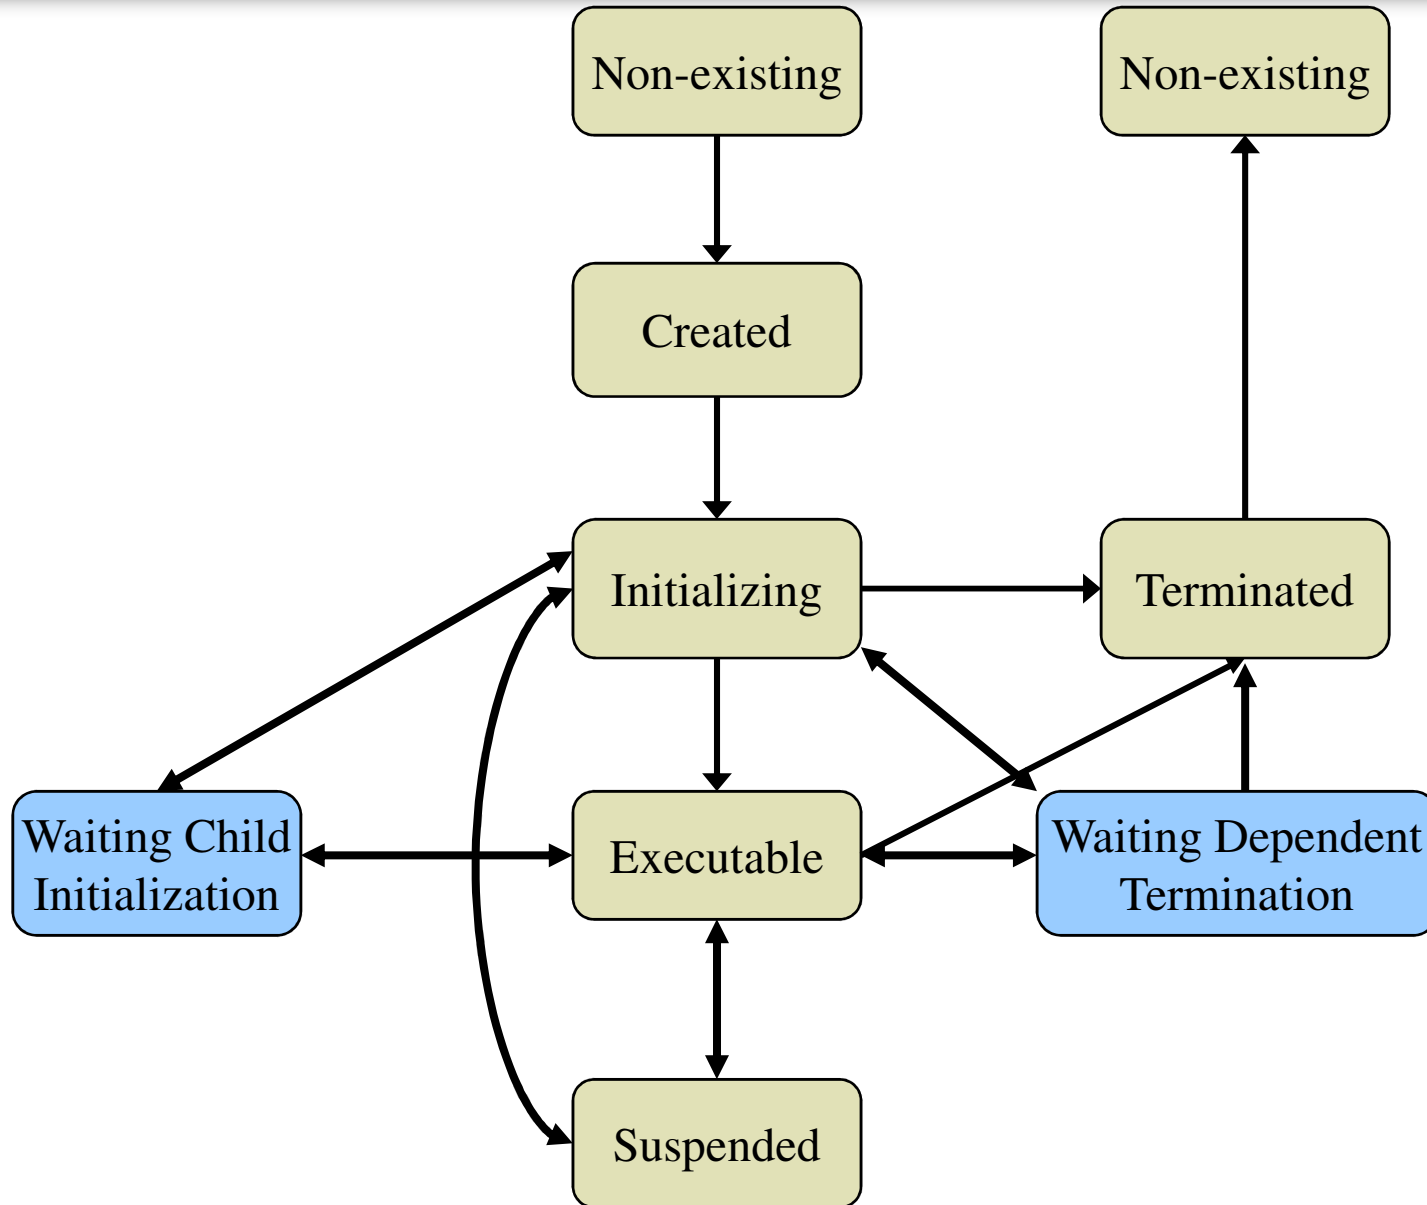 Non-existing
Non-existing
Created
Initializing
Terminated
Waiting Child
Initialization
Executable
Waiting Dependent
Termination
Suspended